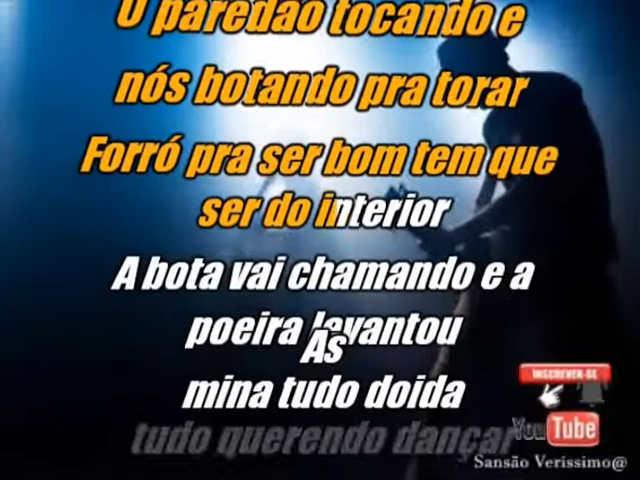 O paredão tocando e
nós botando pra torar
Forró pra ser bom tem que
ser do interior
A bota vai chamando e a
poeira levantou
As
mina tudo doida
tudo querendo dançar
INSCREVER-SE
YouTube
Sansão Verissimo@